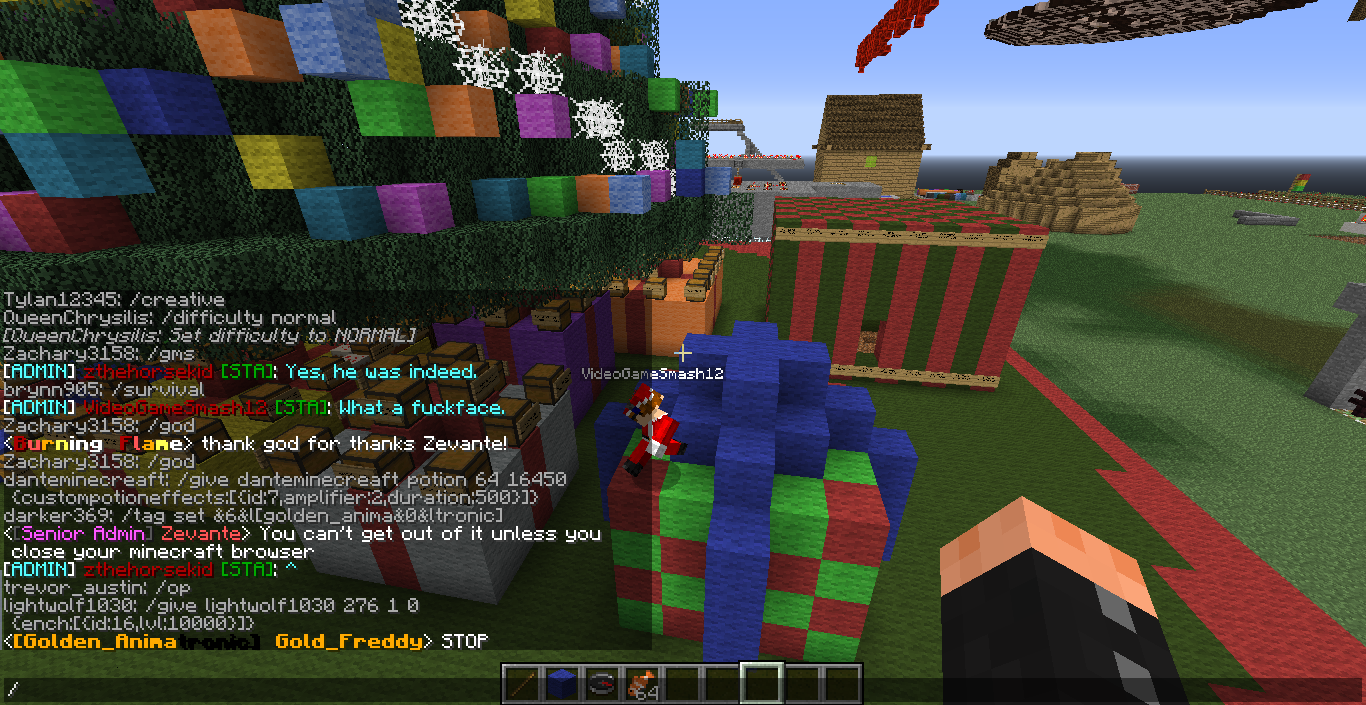 VideoGameSmash12
Tylan12345: /creative
QueenChrysilis: /difficulty normal
[QueenChrysilis: Set difficulty to NORMAL]
Zachary3158: /gms
[ADMIN] zthehorsekid [STA]: Yes, he was indeed.
brynn905: /survival
[ADMIN] VideoGameSmash12 [STA]: What a fuckface.
Zachary3158: /god
<Burning Flame> thank god for thanks Zevante!
Zachary3158: /god
danteminecreaft: /give danteminecreaft potion 64 16450
{custompotioneffects:[{id:7,amplifier:2,duration:500}]}
darker369: /tag set &6&l[golden_anima&0&ltronic]
<[Senior Admin] Zevante> You can't get out of it unless you
close your minecraft browser
[ADMIN] zthehorsekid [STA]: ^
trevor_austin: /op
lightwolf1030: /give lightwolf1030 276 1 0
{ench:[{id:16,lvl:10000}]}
<[Golden_Animatronic] Gold_Freddy> STOP
64
/